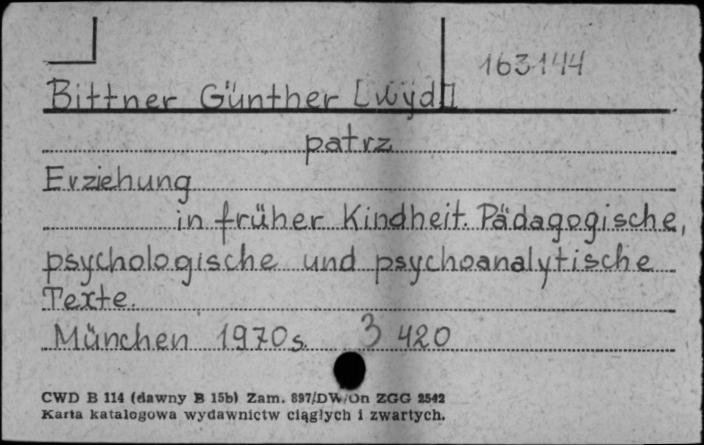 163144
Bittner Günther [Wyd.]
patrz
Erziehung
in früher Kindheit. Pädagogische,
psychologische und psychoanalytische
Texte.
München 1970 s. 3 420
CWD B 114 (dawny B 15b) Zam. 897/DW/On ZGG 2542
Karta katalogowa wydawnictw ciągłych i zwartych.